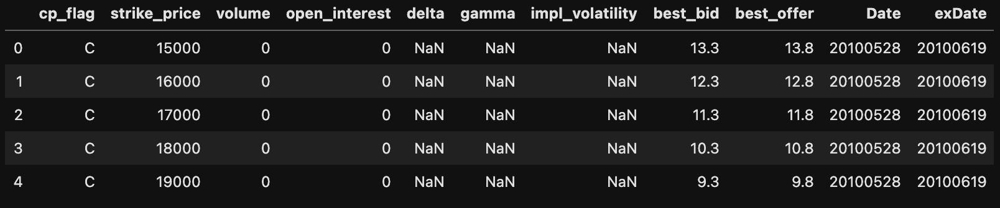 cp_flag strike_price volume open_interest delta gamma impl_volatility best_bid best_offer Date exDate
0 C 15000 0 0 NaN NaN NaN 13.3 13.8 20100528 20100619
1 C 16000 0 0 NaN NaN NaN 12.3 12.8 20100528 20100619
2 C 17000 0 0 NaN NaN NaN 11.3 11.8 20100528 20100619
3 C 18000 0 0 NaN NaN NaN 10.3 10.8 20100528 20100619
4 C 19000 0 0 NaN NaN NaN 9.3 9.8 20100528 20100619